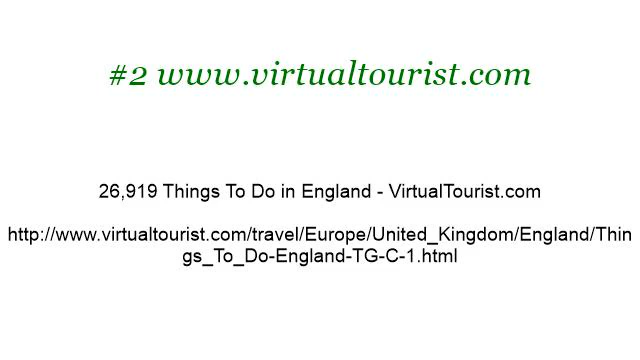 #2 www.virtualtourist.com
26,919 Things To Do in England - VirtualTourist.com
http://www.virtualtourist.com/travel/Europe/United_Kingdom/England/Thin
gs_To_Do-England-TG-C-1.html